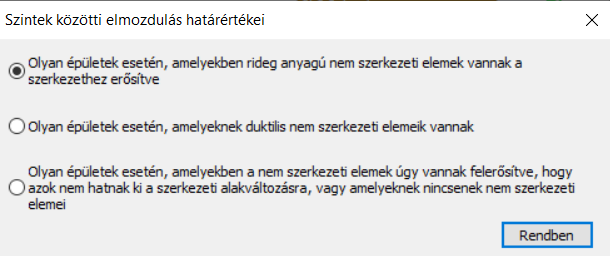 Szintek közötti elmozdulás határértékei
Olyan épületek esetén, amelyekben rideg anyagú nem szerkezeti elemek vannak a
szerkezethez erősítve
Olyan épületek esetén, amelyeknek duktilis nem szerkezeti elemeik vannak
Olyan épületek esetén, amelyekben a nem szerkezeti elemek úgy vannak felerősítve, hogy
azok nem hatnak ki a szerkezeti alakváltozásra, vagy amelyeknek nincsenek nem szerkezeti
elemei
Rendben